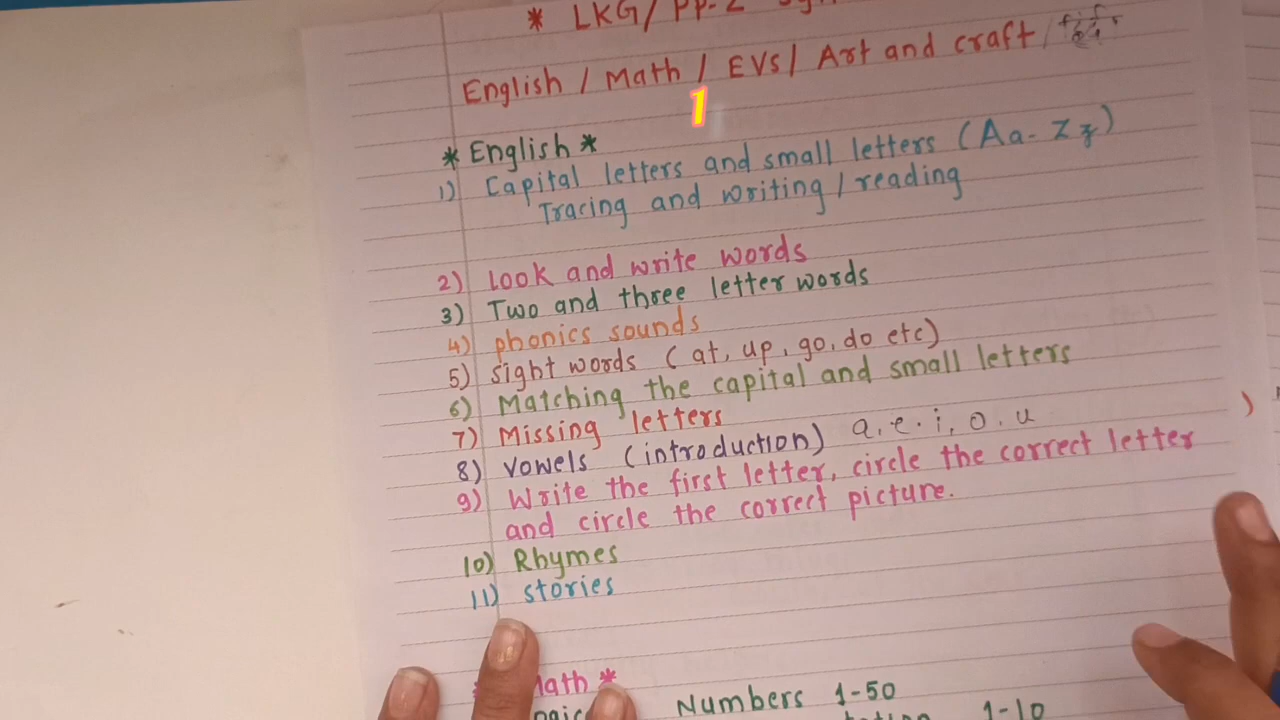 * LKG/ PP-2
English / Math / EVS / Art and craft /
1
* English *
1) Capital letters and small letters (Aa - Zz)
Tracing and writing / reading
2) look and write words
3) Two and three letter words
4) phonics sounds
5) sight words (at, up, go, do etc)
6) Matching the capital and small letters
7) Missing letters
8) vowels (introduction) a, e, i, o, u
9) Write the first letter, circle the correct letter
and circle the correct picture.
10) Rhymes
11) stories
Math *
Numbers 1-50
1-10